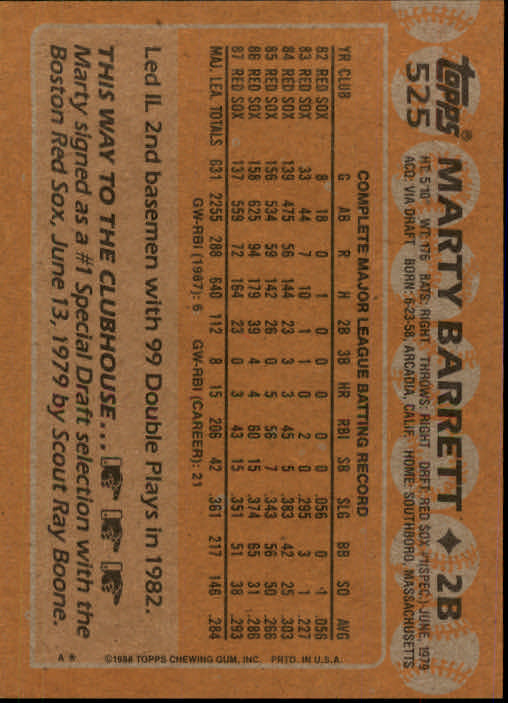 topps®
525
MARTY BARRETT ✦ 2B
HT: 5'10" WT: 176 BATS: RIGHT THROWS: RIGHT DRFT: RED SOX #1(SPEC) JUNE, 1979
ACQ: VIA DRAFT BORN: 6-23-58, ARCADIA, CALIF. HOME: SOUTHBORO, MASSACHUSETTS
COMPLETE MAJOR LEAGUE BATTING RECORD
YR CLUB G AB R H 2B 3B HR RBI SB SLG BB SO AVG
82 RED SOX 8 18 0 1 0 0 0 0 0 .056 0 1 .056
83 RED SOX 33 44 7 10 1 1 0 2 0 .295 3 1 .227
84 RED SOX 139 475 56 144 23 3 3 45 5 .383 42 25 .303
85 RED SOX 156 534 59 142 26 0 5 56 7 .343 56 50 .266
86 RED SOX 158 625 94 179 39 4 4 60 15 .374 65 31 .286
87 RED SOX 137 559 72 164 23 0 3 43 15 .351 51 38 .293
MAJ. LEA. TOTALS 631 2255 288 640 112 8 15 206 42 .361 217 146 .284
GW-RBI (1987): 6 GW-RBI (CAREER): 21
Led IL 2nd basemen with 99 Double Plays in 1982.
THIS WAY TO THE CLUBHOUSE...
Marty signed as a #1 Special Draft selection with the
Boston Red Sox, June 13, 1979 by Scout Ray Boone.
©1988 TOPPS CHEWING GUM, INC. PRTD. IN U.S.A.
A *